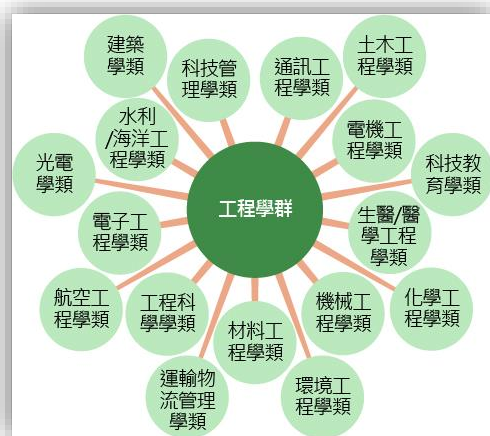 建築
學類
科技管
理學類
通訊工
程學類
土木工
程學類
水利
/海洋工
程學類
電機工
程學類
光電
學類
科技教
育學類
工程學群
電子工
程學類
生醫/醫
學工程
學類
航空工
程學類
工程科
學學類
機械工
程學類
化學工
程學類
材料工
程學類
運輸物
流管理
學類
環境工
程學類